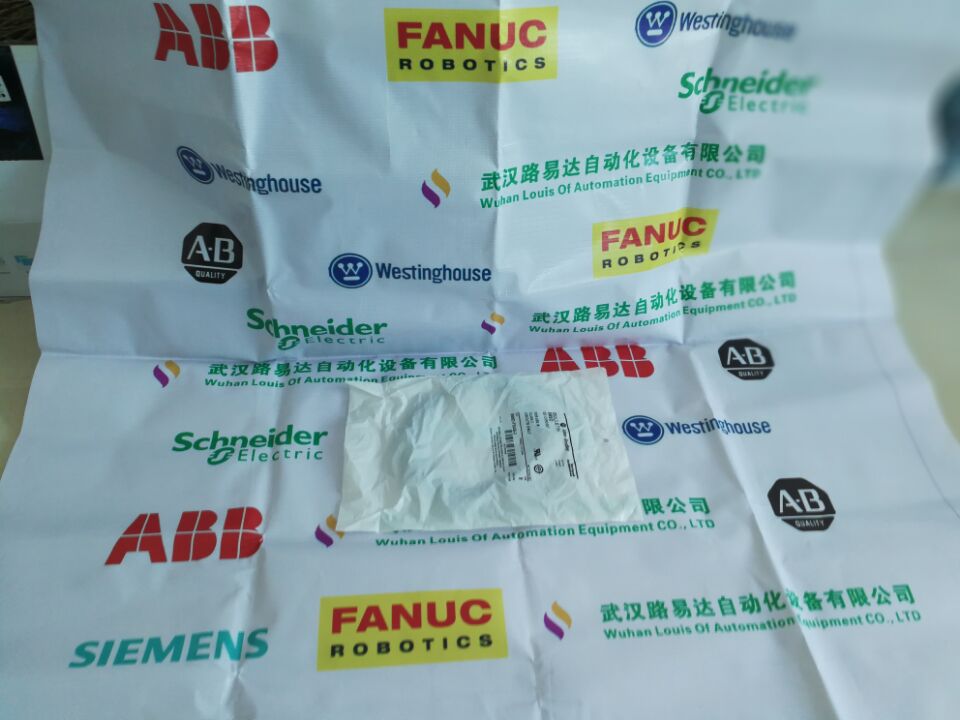 ABB
FANUC
ROBOTICS
Westinghouse
Schneider
Electric
Westinghouse
武汉路易达自动化设备有限公司
Wuhan Louis Of Automation Equipment CO., LTD
A·B
QUALITY
Westinghouse
FANUC
ROBOTICS
Schneider
Electric
武汉路易达自动化设备有限公司
Wuhan Louis Of Automation Equipment CO., LTD
武汉路易达自动化设备有限公司
Wuhan Louis Of Automation Equipment CO., LTD
ABB
A·B
QUALITY
Schneider
Electric
Westinghouse
ABB
限公司
Wuhan Louis Of Automation Equipment CO., LTD
A·B
QUALITY
SIEMENS
FANUC
ROBOTICS
武汉路易达自动化设备有限公司
Wuhan Louis Of Automation Equipment CO., LTD